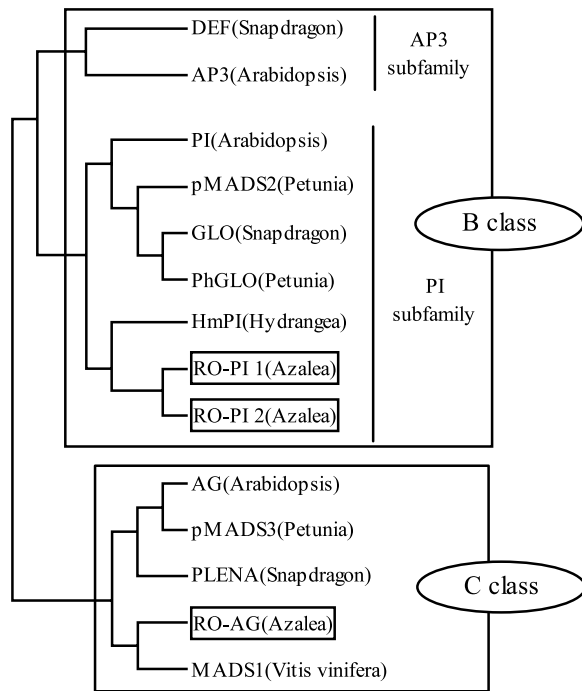 DEF(Snapdragon)
AP3(Arabidopsis)
AP3
subfamily
PI(Arabidopsis)
pMADS2(Petunia)
GLO(Snapdragon)
PhGLO(Petunia)
HmPI(Hydrangea)
RO-PI 1(Azalea)
RO-PI 2(Azalea)
PI
subfamily
B class
AG(Arabidopsis)
pMADS3(Petunia)
PLENA(Snapdragon)
RO-AG(Azalea)
MADS1(Vitis vinifera)
C class